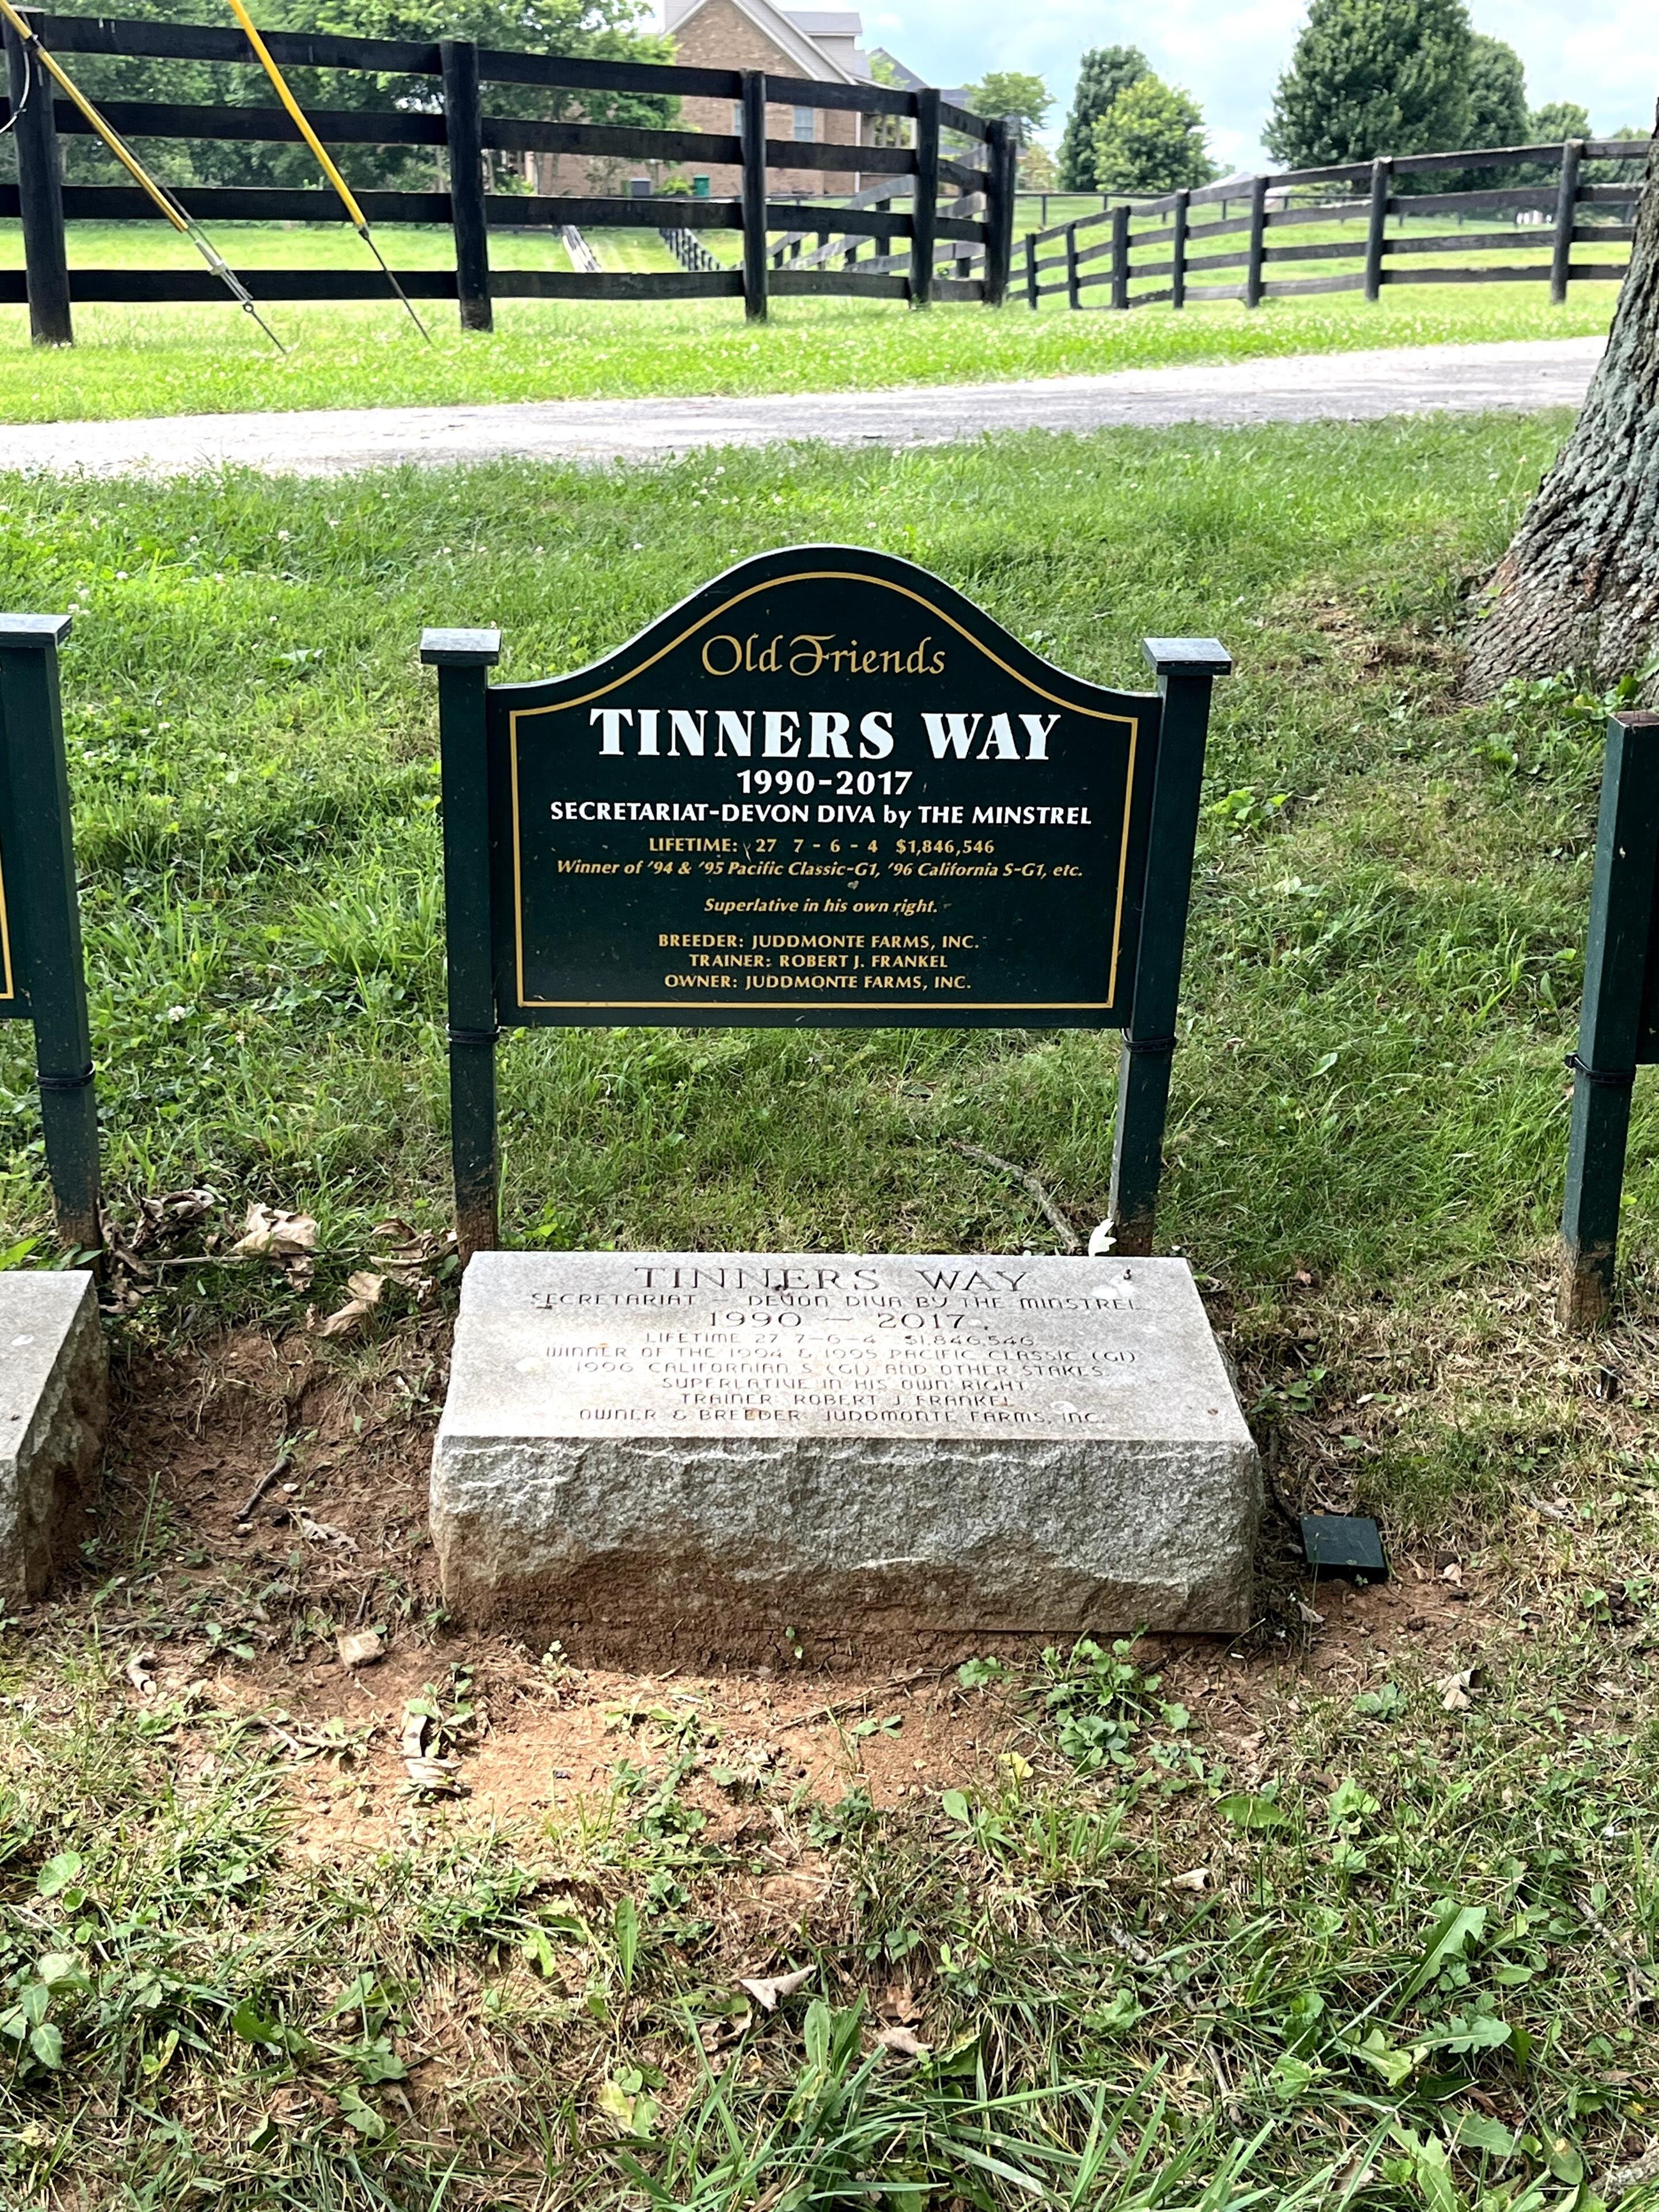 Old Friends
TINNERS WAY
1990-2017
SECRETARIAT-DEVON DIVA by THE MINSTREL
LIFETIME: 27 7 - 6 - 4 $1,846,546
Winner of '94 & '95 Pacific Classic-G1, '96 California S-G1, etc.
Superlative in his own right.
BREEDER: JUDDMONTE FARMS, INC.
TRAINER: ROBERT J. FRANKEL
OWNER: JUDDMONTE FARMS, INC.
TINNERS WAY
SECRETARIAT - DEVON DIVA BY THE MINSTREL
1990 - 2017
LIFETIME 27 7-6-4 $1,846,546
WINNER OF THE 1994 & 1995 PACIFIC CLASSIC (G1)
1996 CALIFORNIAN S (G1) AND OTHER STAKES
SUPERLATIVE IN HIS OWN RIGHT
TRAINER ROBERT J FRANKEL
OWNER & BREEDER JUDDMONTE FARMS, INC.